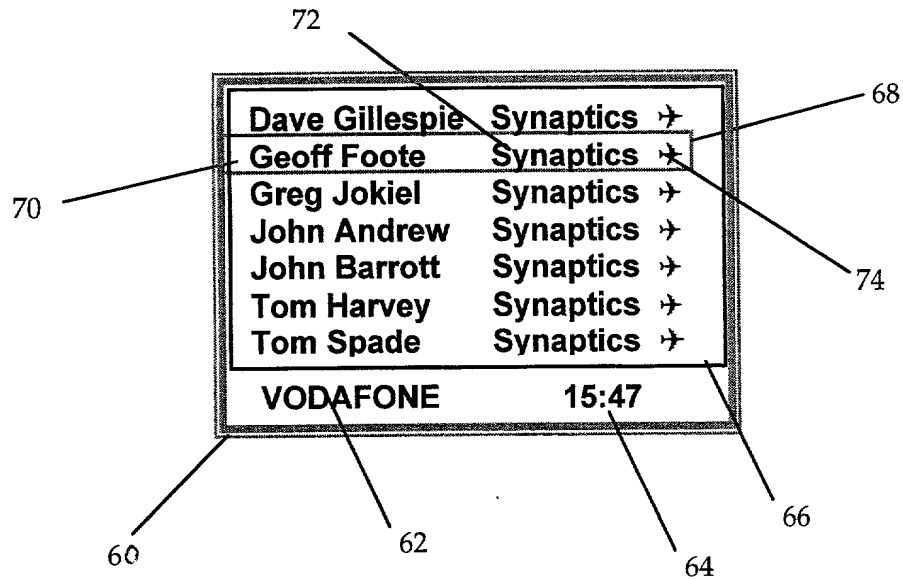 72
68
Dave Gillespie Synaptics ✈
Geoff Foote Synaptics ✈
70
Greg Jokiel Synaptics ✈
John Andrew Synaptics ✈
John Barrott Synaptics ✈
74
Tom Harvey Synaptics ✈
Tom Spade Synaptics ✈
VODAFONE 15:47
66
60
62
64